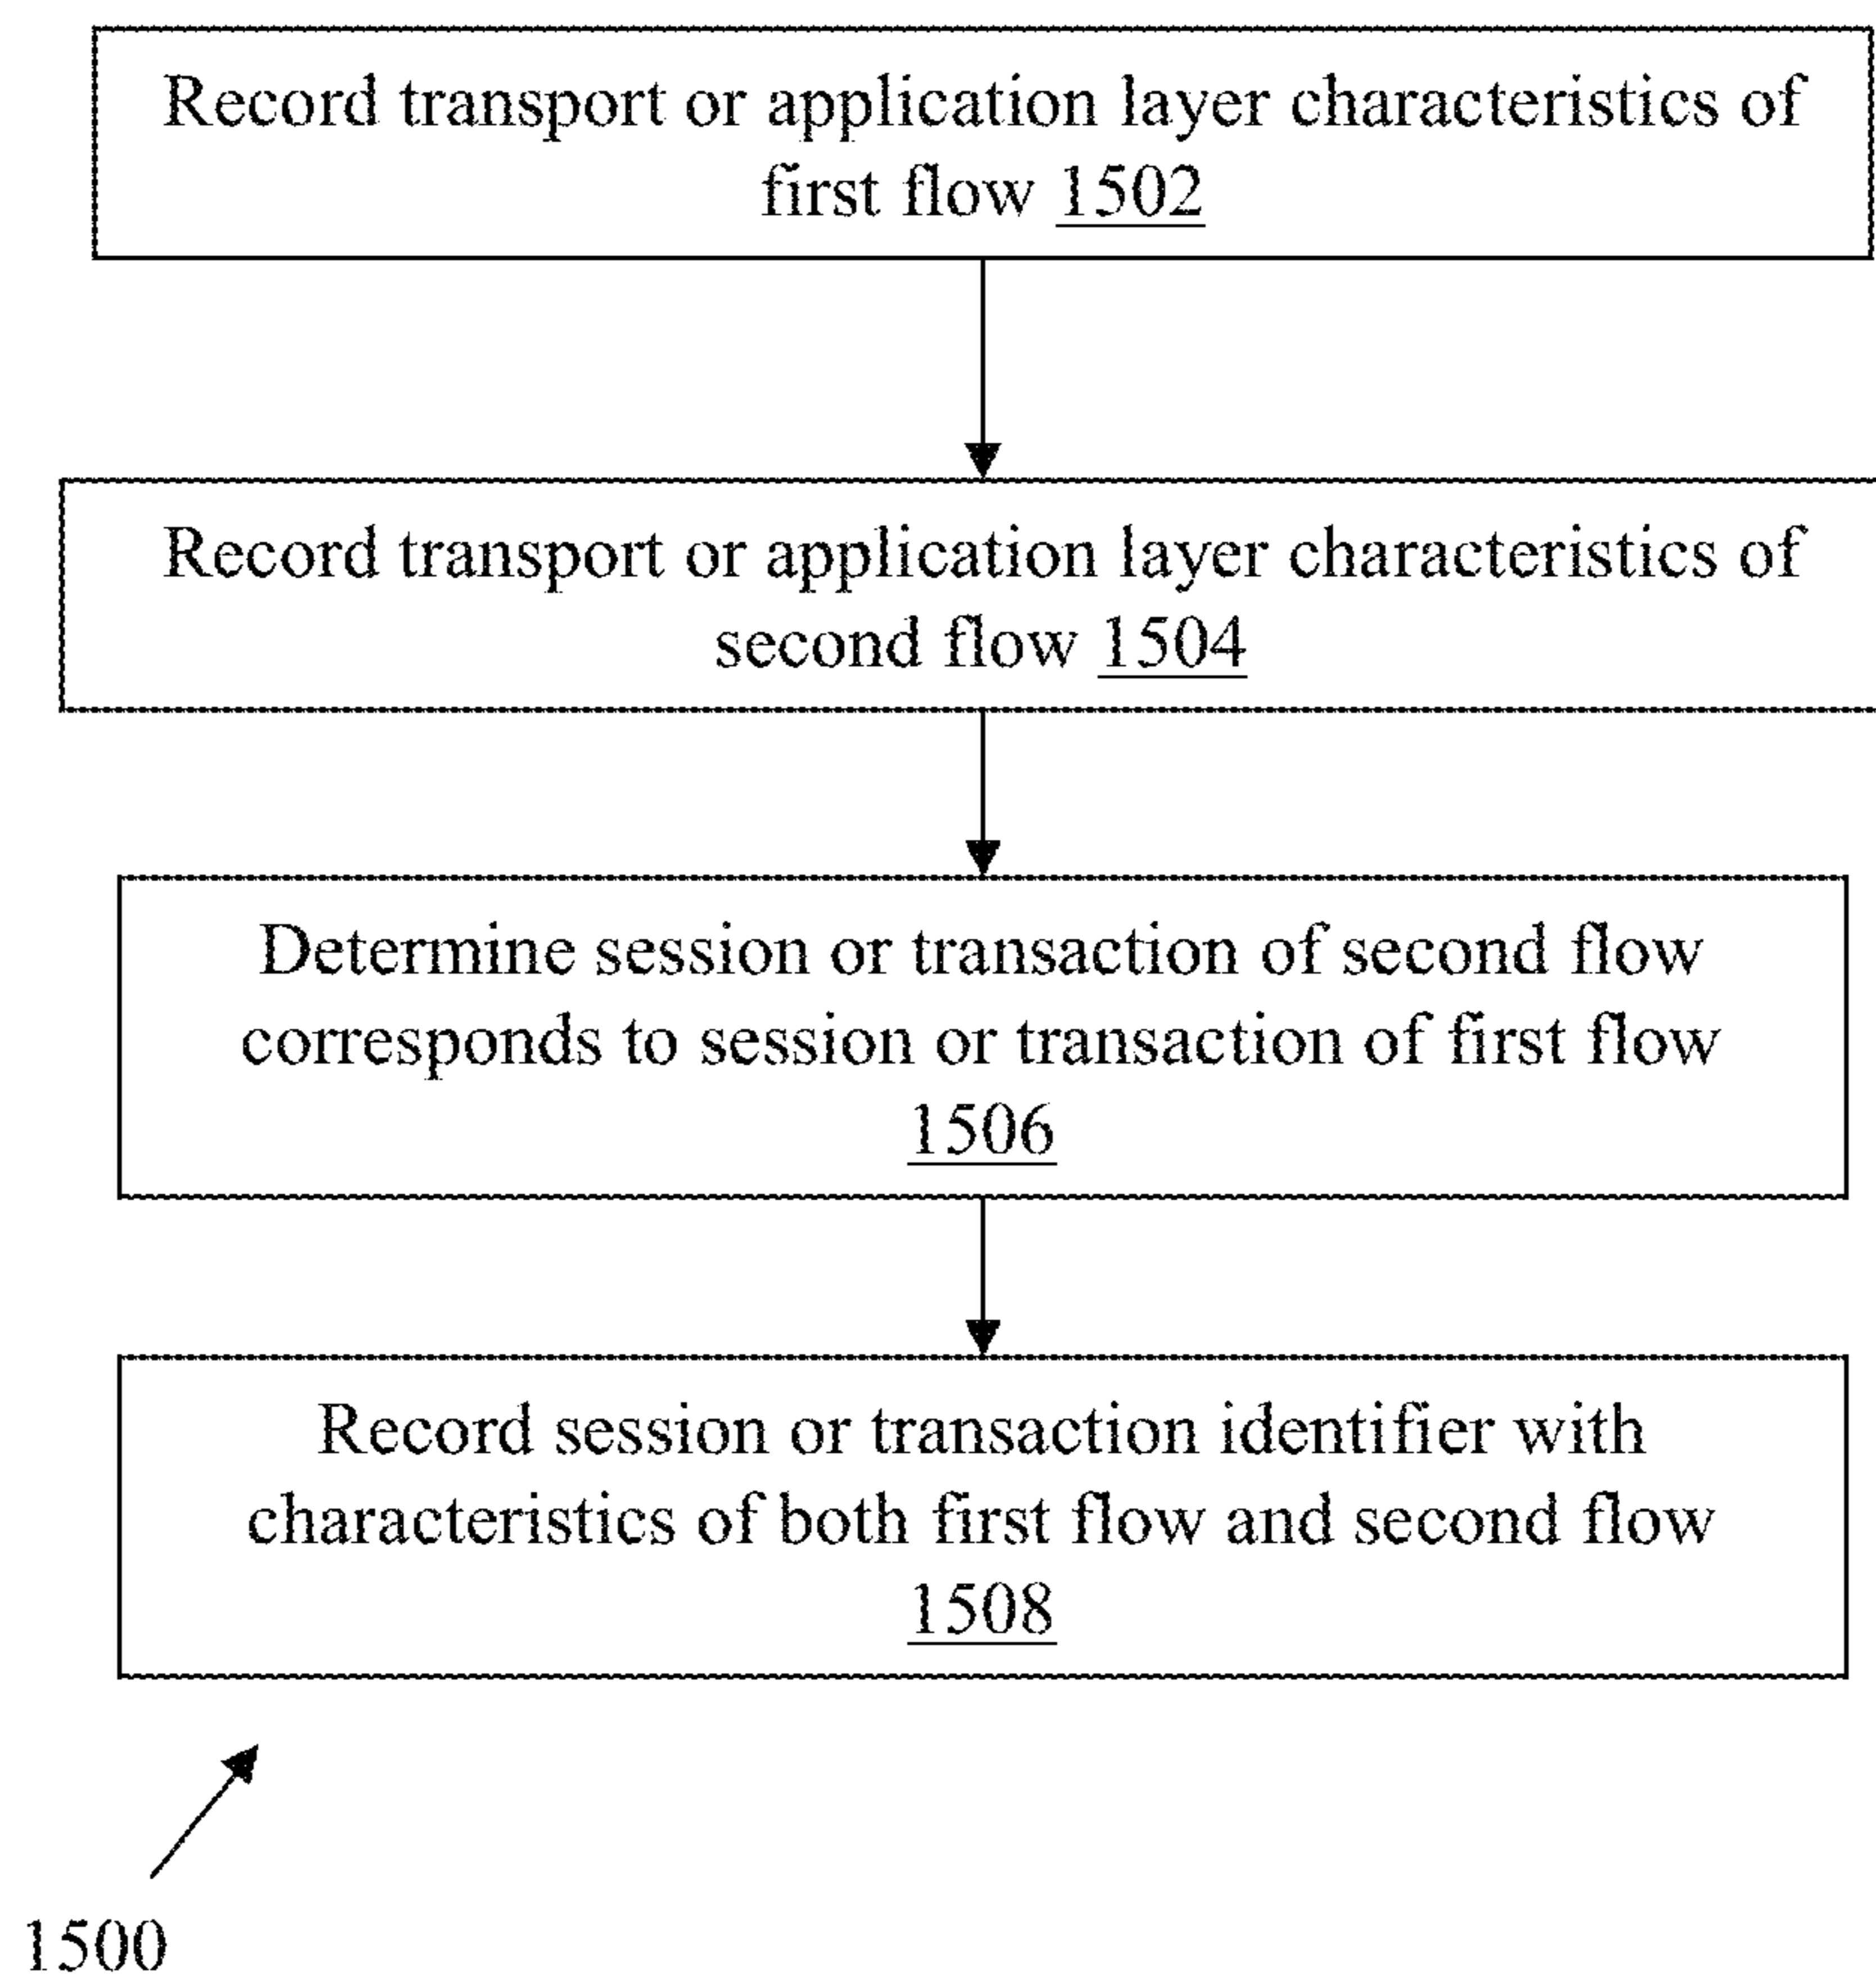 Record transport or application layer characteristics of
first flow 1502
Record transport or application layer characteristics of
second flow 1504
Determine session or transaction of second flow
corresponds to session or transaction of first flow
1506
Record session or transaction identifier with
characteristics of both first flow and second flow
1508
1500